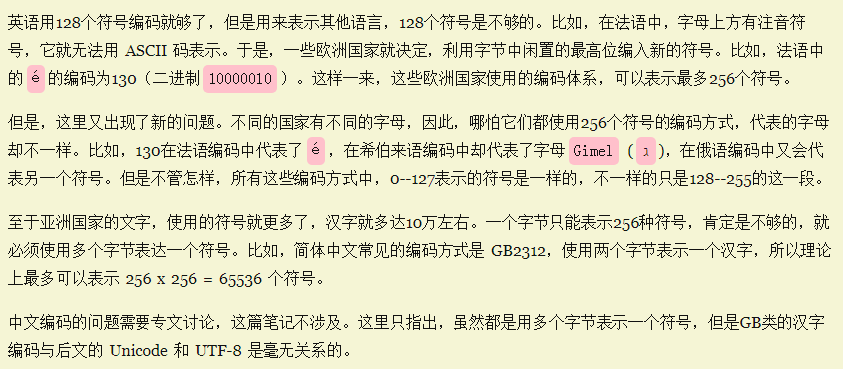 英语用128个符号编码就够了，但是用来表示其他语言，128个符号是不够的。比如，在法语中，字母上方有注音符
号，它就无法用 ASCII 码表示。于是，一些欧洲国家就决定，利用字节中闲置的最高位编入新的符号。比如，法语中
的 é 的编码为130（二进制 10000010 ）。这样一来，这些欧洲国家使用的编码体系，可以表示最多256个符号。
但是，这里又出现了新的问题。不同的国家有不同的字母，因此，哪怕它们都使用256个符号的编码方式，代表的字母
却不一样。比如，130在法语编码中代表了 é ，在希伯来语编码中却代表了字母 Gimel ( ג )，在俄语编码中又会代
表另一个符号。但是不管怎样，所有这些编码方式中，0--127表示的符号是一样的，不一样的只是128--255的这一段。
至于亚洲国家的文字，使用的符号就更多了，汉字就多达10万左右。一个字节只能表示256种符号，肯定是不够的，就
必须使用多个字节表达一个符号。比如，简体中文常见的编码方式是 GB2312，使用两个字节表示一个汉字，所以理论
上最多可以表示 256 x 256 = 65536 个符号。
中文编码的问题需要专文讨论，这篇笔记不涉及。这里只指出，虽然都是用多个字节表示一个符号，但是GB类的汉字
编码与后文的 Unicode 和 UTF-8 是毫无关系的。